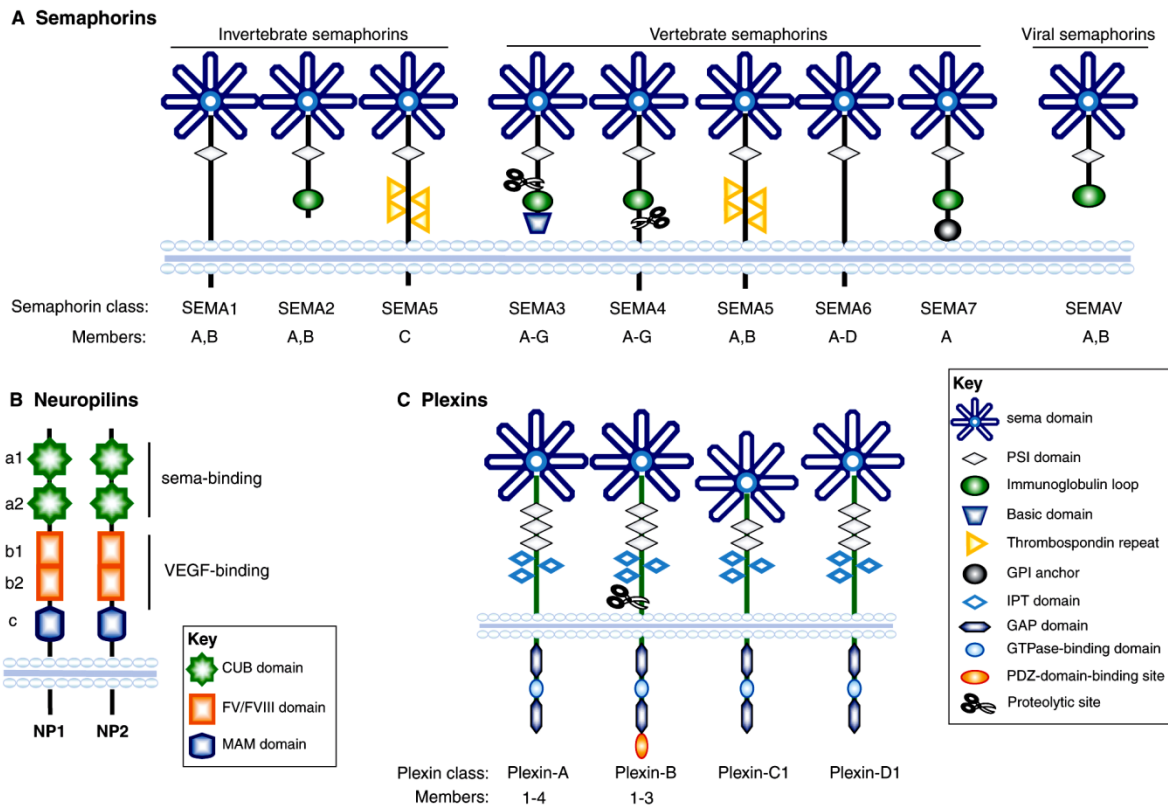 A Semaphorins
Invertebrate semaphorins
Vertebrate semaphorins
Viral semaphorins
Semaphorin class: SEMA1 SEMA2 SEMA5 SEMA3 SEMA4 SEMA5 SEMA6 SEMA7 SEMAV
Members: A,B A,B C A-G A-G A,B A-D A A,B
B Neuropilins
a1
a2
sema-binding
b1
b2
VEGF-binding
c
NP1 NP2
Key
CUB domain
FV/FVIII domain
MAM domain
C Plexins
Plexin class: Plexin-A Plexin-B Plexin-C1 Plexin-D1
Members: 1-4 1-3
Key
sema domain
PSI domain
Immunoglobulin loop
Basic domain
Thrombospondin repeat
GPI anchor
IPT domain
GAP domain
GTPase-binding domain
PDZ-domain-binding site
Proteolytic site